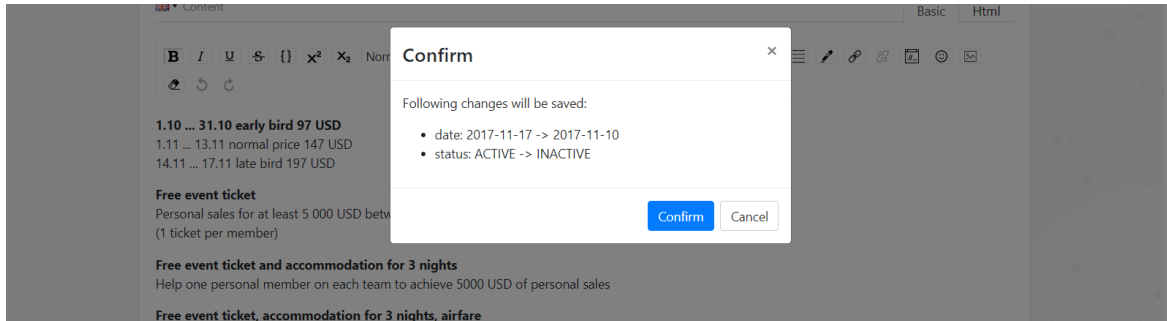 Content
Basic Html
B I U S {} x² x₂ Norr
Confirm ×
Following changes will be saved:
• date: 2017-11-17 -> 2017-11-10
• status: ACTIVE -> INACTIVE
Confirm Cancel
1.10 ... 31.10 early bird 97 USD
1.11 ... 13.11 normal price 147 USD
14.11 ... 17.11 late bird 197 USD
Free event ticket
Personal sales for at least 5 000 USD betw
(1 ticket per member)
Free event ticket and accommodation for 3 nights
Help one personal member on each team to achieve 5000 USD of personal sales
Free event ticket, accommodation for 3 nights, airfare